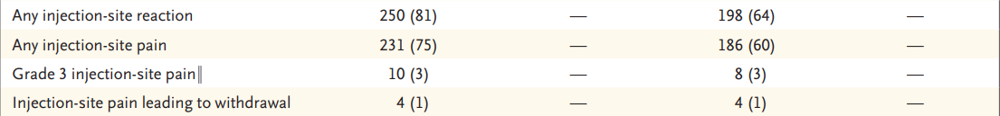 Any injection-site reaction 250 (81) — 198 (64) —
Any injection-site pain 231 (75) — 186 (60) —
Grade 3 injection-site pain‖ 10 (3) — 8 (3) —
Injection-site pain leading to withdrawal 4 (1) — 4 (1) —